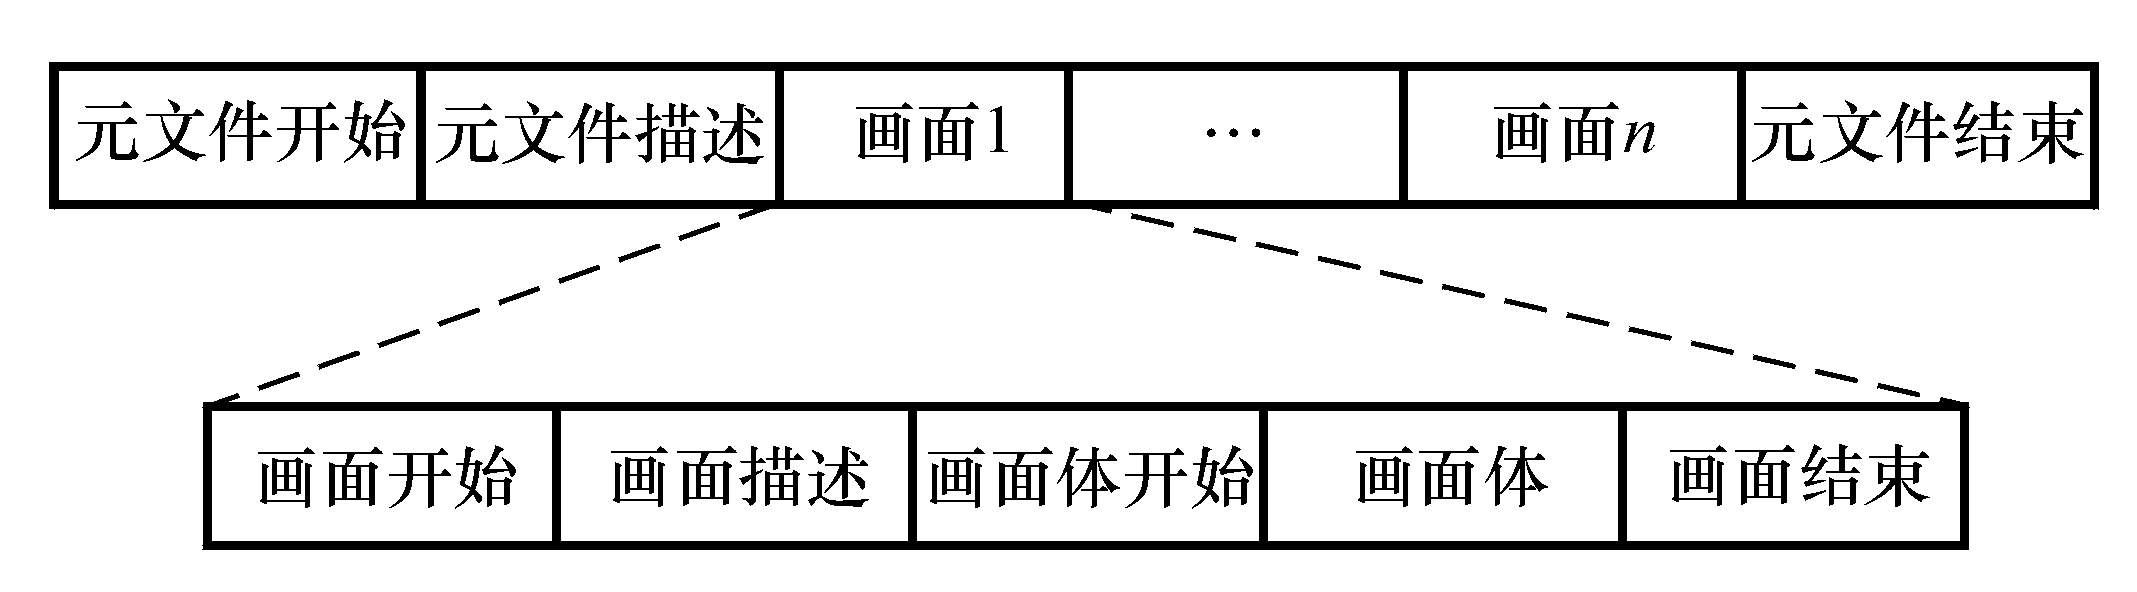 元文件开始 元文件描述 画面1 … 画面n 元文件结束
画面开始 画面描述 画面体开始 画面体 画面结束